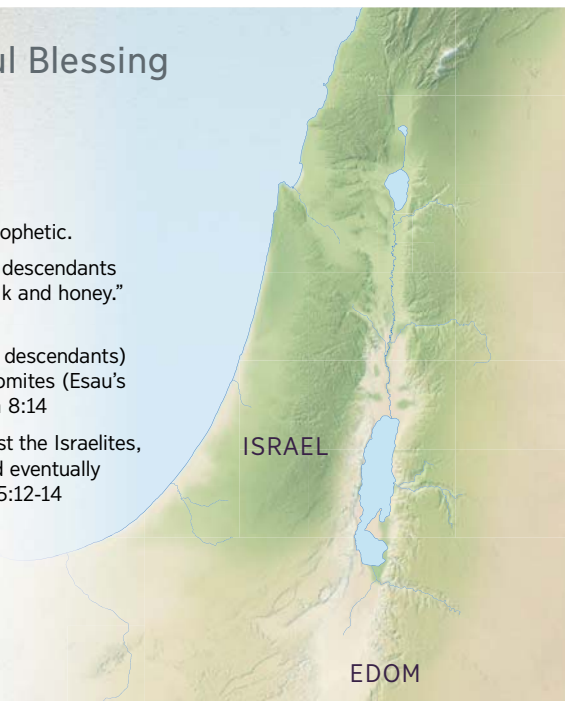 ul Blessing
ophetic.
descendants
k and honey."
descendants)
omites (Esau's
8:14
st the Israelites,
d eventually
5:12-14
ISRAEL
EDOM